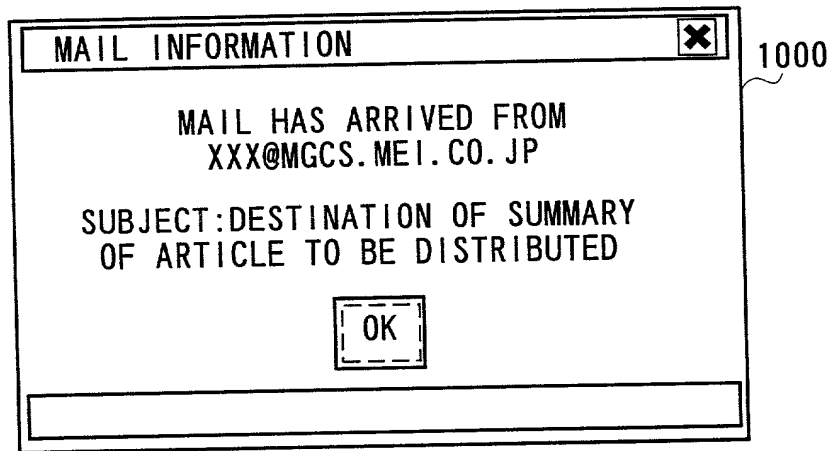 MAIL INFORMATION
1000
MAIL HAS ARRIVED FROM
XXX@MGCS.MEI.CO.JP
SUBJECT:DESTINATION OF SUMMARY
OF ARTICLE TO BE DISTRIBUTED
OK